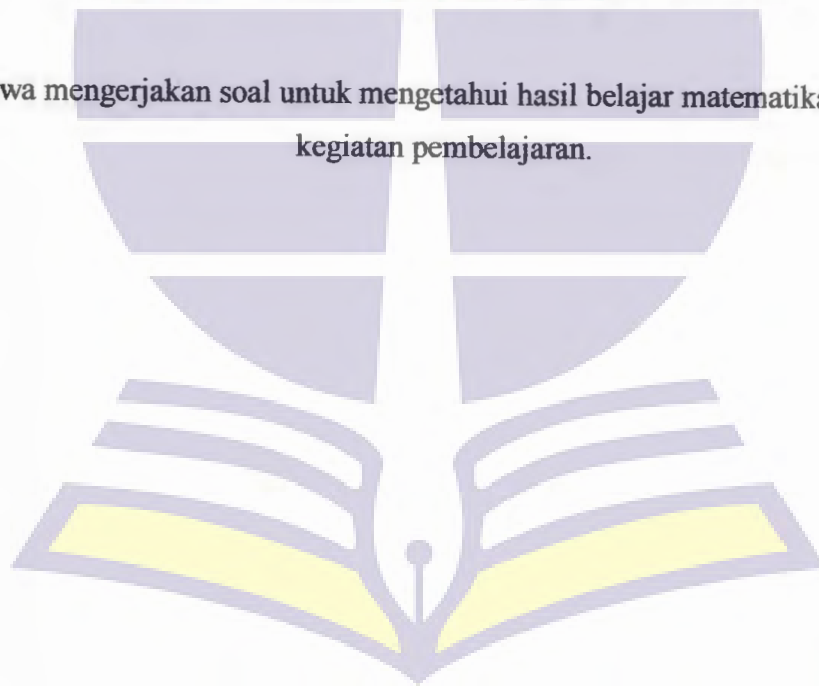 wa mengerjakan soal untuk mengetahui hasil belajar matematika
kegiatan pembelajaran.